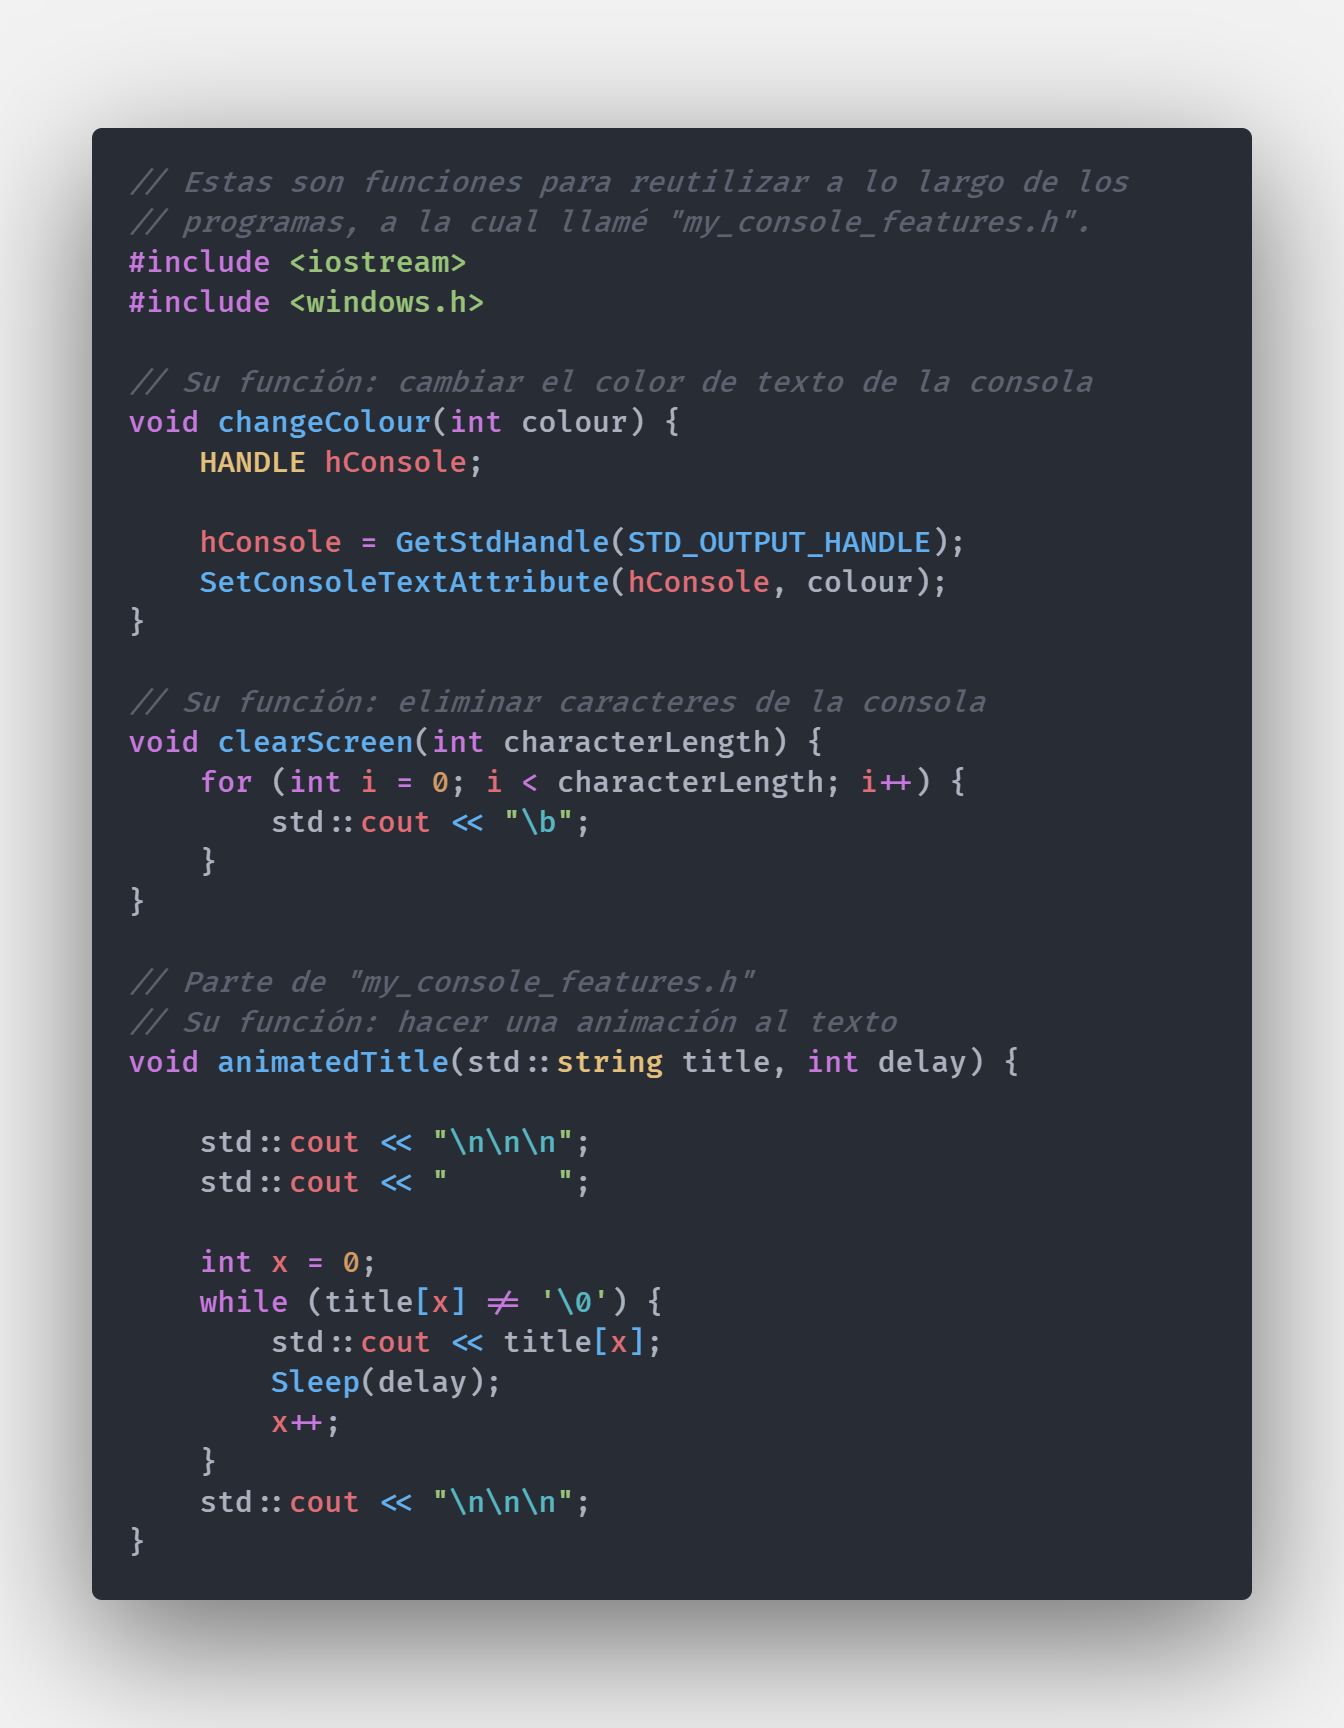 // Estas son funciones para reutilizar a lo largo de los
// programas, a la cual llamé "my_console_features.h".
#include <iostream>
#include <windows.h>

// Su función: cambiar el color de texto de la consola
void changeColour(int colour) {
    HANDLE hConsole;

    hConsole = GetStdHandle(STD_OUTPUT_HANDLE);
    SetConsoleTextAttribute(hConsole, colour);
}

// Su función: eliminar caracteres de la consola
void clearScreen(int characterLength) {
    for (int i = 0; i < characterLength; i++) {
        std::cout << "\b";
    }
}

// Parte de "my_console_features.h"
// Su función: hacer una animación al texto
void animatedTitle(std::string title, int delay) {

    std::cout << "\n\n\n";
    std::cout << "      ";

    int x = 0;
    while (title[x] != '\0') {
        std::cout << title[x];
        Sleep(delay);
        x++;
    }
    std::cout << "\n\n\n";
}